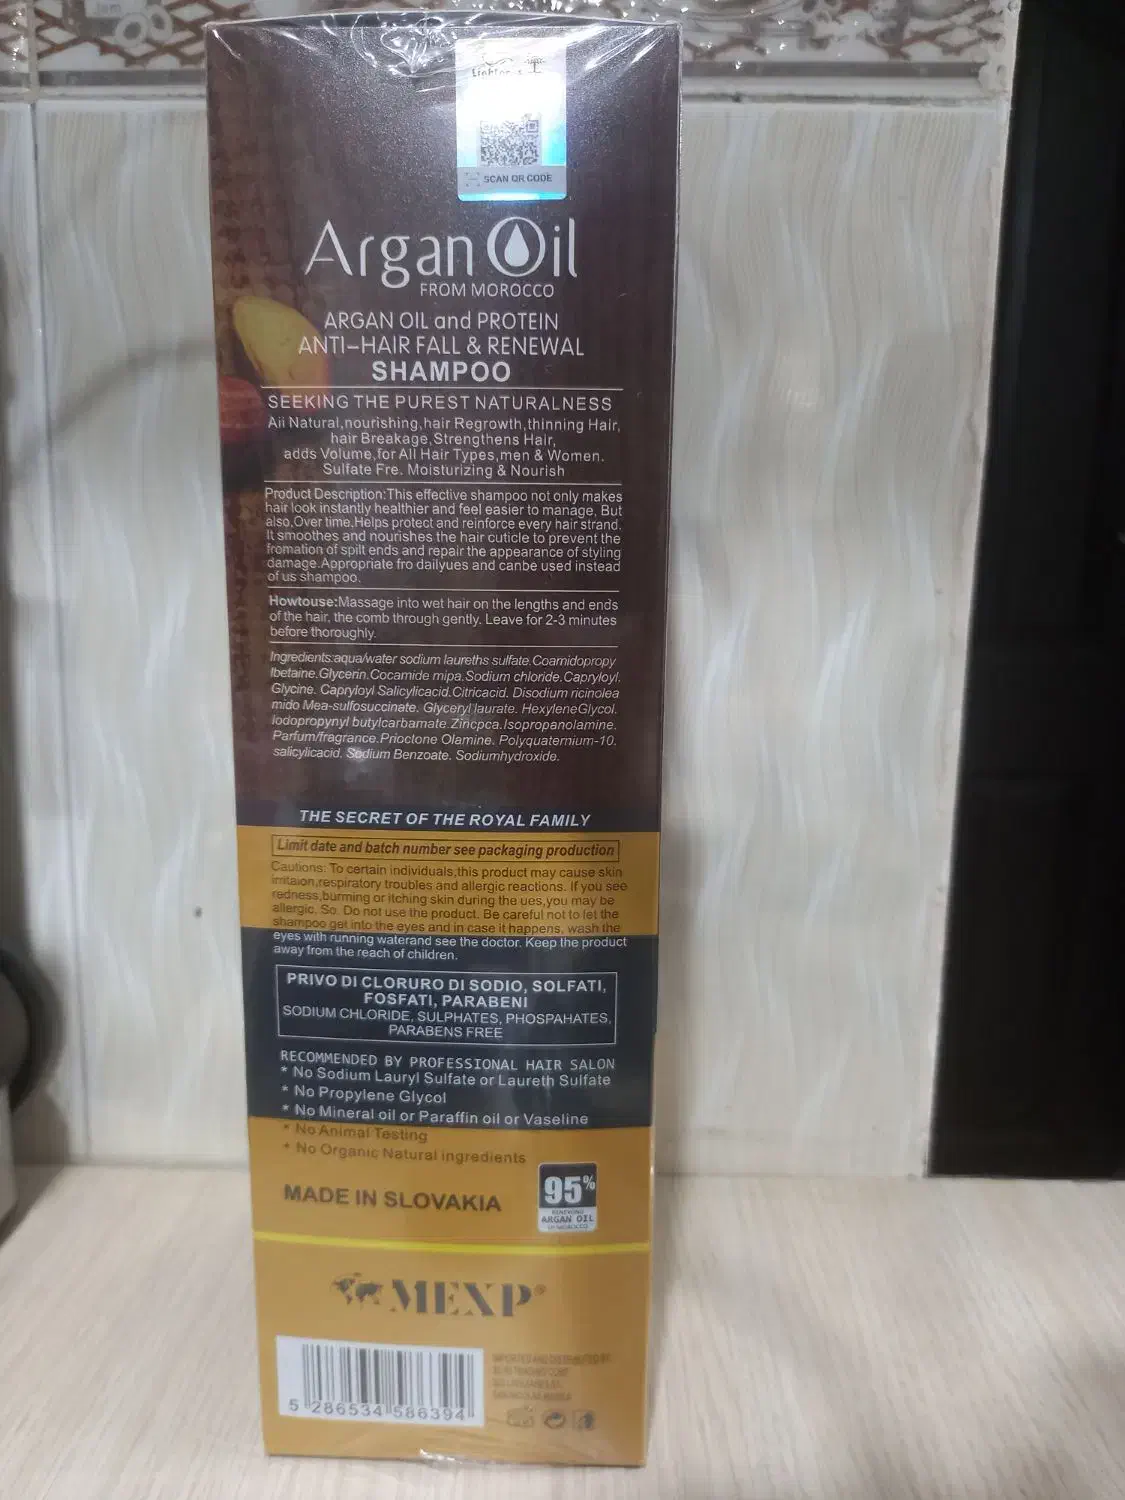 SCAN QR CODE
Argan Oil
FROM MOROCCO
ARGAN OIL and PROTEIN
ANTI-HAIR FALL & RENEWAL
SHAMPOO
SEEKING THE PUREST NATURALNESS
Aii Natural,nourishing,hair Regrowth,thinning Hair,
hair Breakage,Strengthens Hair,
adds Volume,for All Hair Types,men & Women.
Sulfate Fre. Moisturizing & Nourish
Product Description:This effective shampoo not only makes
hair look instantly healthier and feel easier to manage, But
also,Over time.Helps protect and reinforce every hair strand.
It smoothes and nourishes the hair cuticle to prevent the
fromation of spilt ends and repair the appearance of styling
damage.Appropriate fro dailyues and canbe used instead
of us shampoo.
Howtouse:Massage into wet hair on the lengths and ends
of the hair, the comb through gently. Leave for 2-3 minutes
before thoroughly.
Ingredients:aqua/water sodium laureths sulfate.Coamidopropy
lbetaine.Glycerin.Cocamide mipa.Sodium chloride.Capryloyl.
Glycine. Capryloyl Salicylicacid.Citricacid. Disodium ricinolea
mido Mea-sulfosuccinate. Glyceryl laurate. HexyleneGlycol.
Iodopropynyl butylcarbamate.Zincpca.Isopropanolamine.
Parfum/fragrance.Prioctone Olamine. Polyquaternium-10.
salicylicacid. Sodium Benzoate. Sodiumhydroxide.
THE SECRET OF THE ROYAL FAMILY
Limit date and batch number see packaging production
Cautions: To certain individuals,this product may cause skin
irritaion,respiratory troubles and allergic reactions. If you see
redness,burming or itching skin during the ues,you may be
allergic. So. Do not use the product. Be careful not to let the
shampoo get into the eyes and in case it happens, wash the
eyes with running waterand see the doctor. Keep the product
away from the reach of children.
PRIVO DI CLORURO DI SODIO, SOLFATI,
FOSFATI, PARABENI
SODIUM CHLORIDE, SULPHATES, PHOSPAHATES,
PARABENS FREE
RECOMMENDED BY PROFESSIONAL HAIR SALON
* No Sodium Lauryl Sulfate or Laureth Sulfate
* No Propylene Glycol
* No Mineral oil or Paraffin oil or Vaseline
* No Animal Testing
* No Organic Natural ingredients
MADE IN SLOVAKIA
95%
RENEWING
ARGAN OIL
OF MOROCCO
MEXP®
5 286534 586394